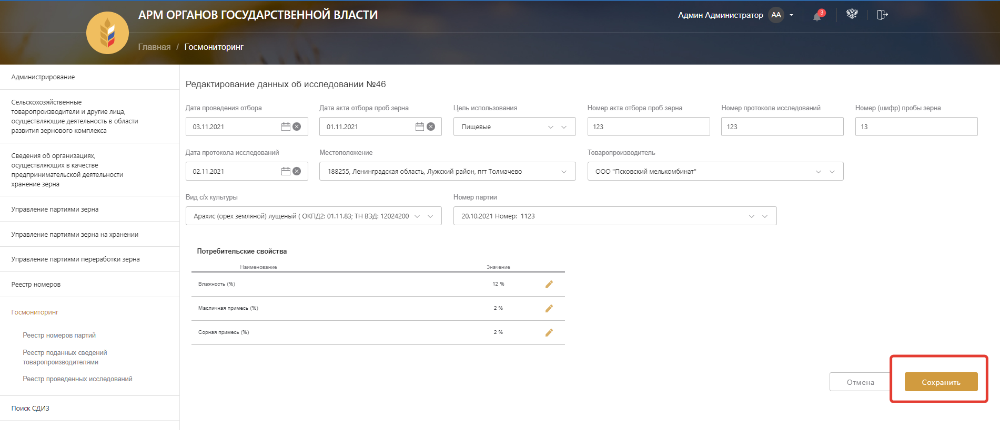 АРМ ОРГАНОВ ГОСУДАРСТВЕННОЙ ВЛАСТИ
Админ Администратор
АА
3
Главная / Госмониторинг
Администрирование
Сельскохозяйственные
товаропроизводители и другие лица,
осуществляющие деятельность в области
развития зернового комплекса
Сведения об организациях,
осуществляющих в качестве
предпринимательской деятельности
хранение зерна
Управление партиями зерна
Управление партиями зерна на хранении
Управление партиями переработки зерна
Реестр номеров
Госмониторинг
Реестр номеров партий
Реестр поданных сведений
товаропроизводителями
Реестр проведенных исследований
Поиск СДИЗ
Редактирование данных об исследовании №46
Дата проведения отбора
03.11.2021
Дата акта отбора проб зерна
01.11.2021
Цель использования
Пищевые
Номер акта отбора проб зерна
123
Номер протокола исследований
123
Номер (шифр) пробы зерна
13
Дата протокола исследований
02.11.2021
Местоположение
188255, Ленинградская область, Лужский район, пгт Толмачево
Товаропроизводитель
ООО "Псковский мелькомбинат"
Вид с/х культуры
Арахис (орех земляной) лущеный ( ОКПД2: 01.11.83; ТН ВЭД: 12024200
Номер партии
20.10.2021 Номер: 1123
Потребительские свойства
Наименование Значение
Влажность (%) 12 %
Масличная примесь (%) 2 %
Сорная примесь (%) 2 %
Отмена
Сохранить